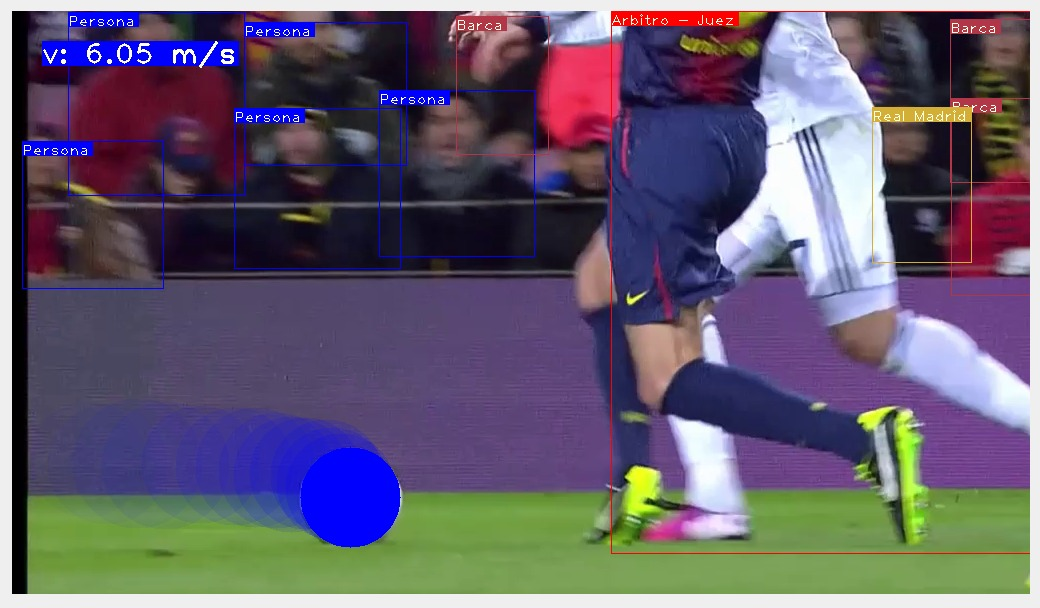 Persona
Persona
Barca
Arbitro - Juez
Barca
v: 6.05 m/s
Persona
Barca
Persona
Real Madrid
Persona